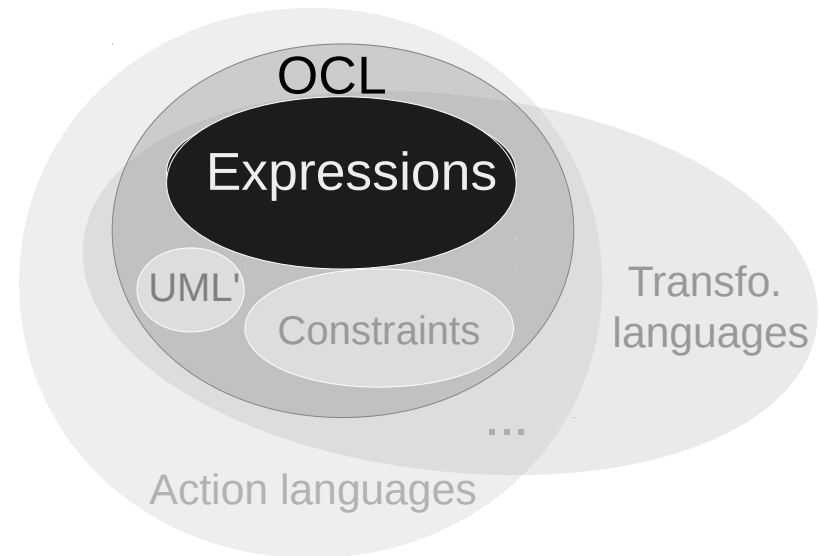 OCL
Expressions
UML'
Constraints
Transfo.
languages
...
Action languages